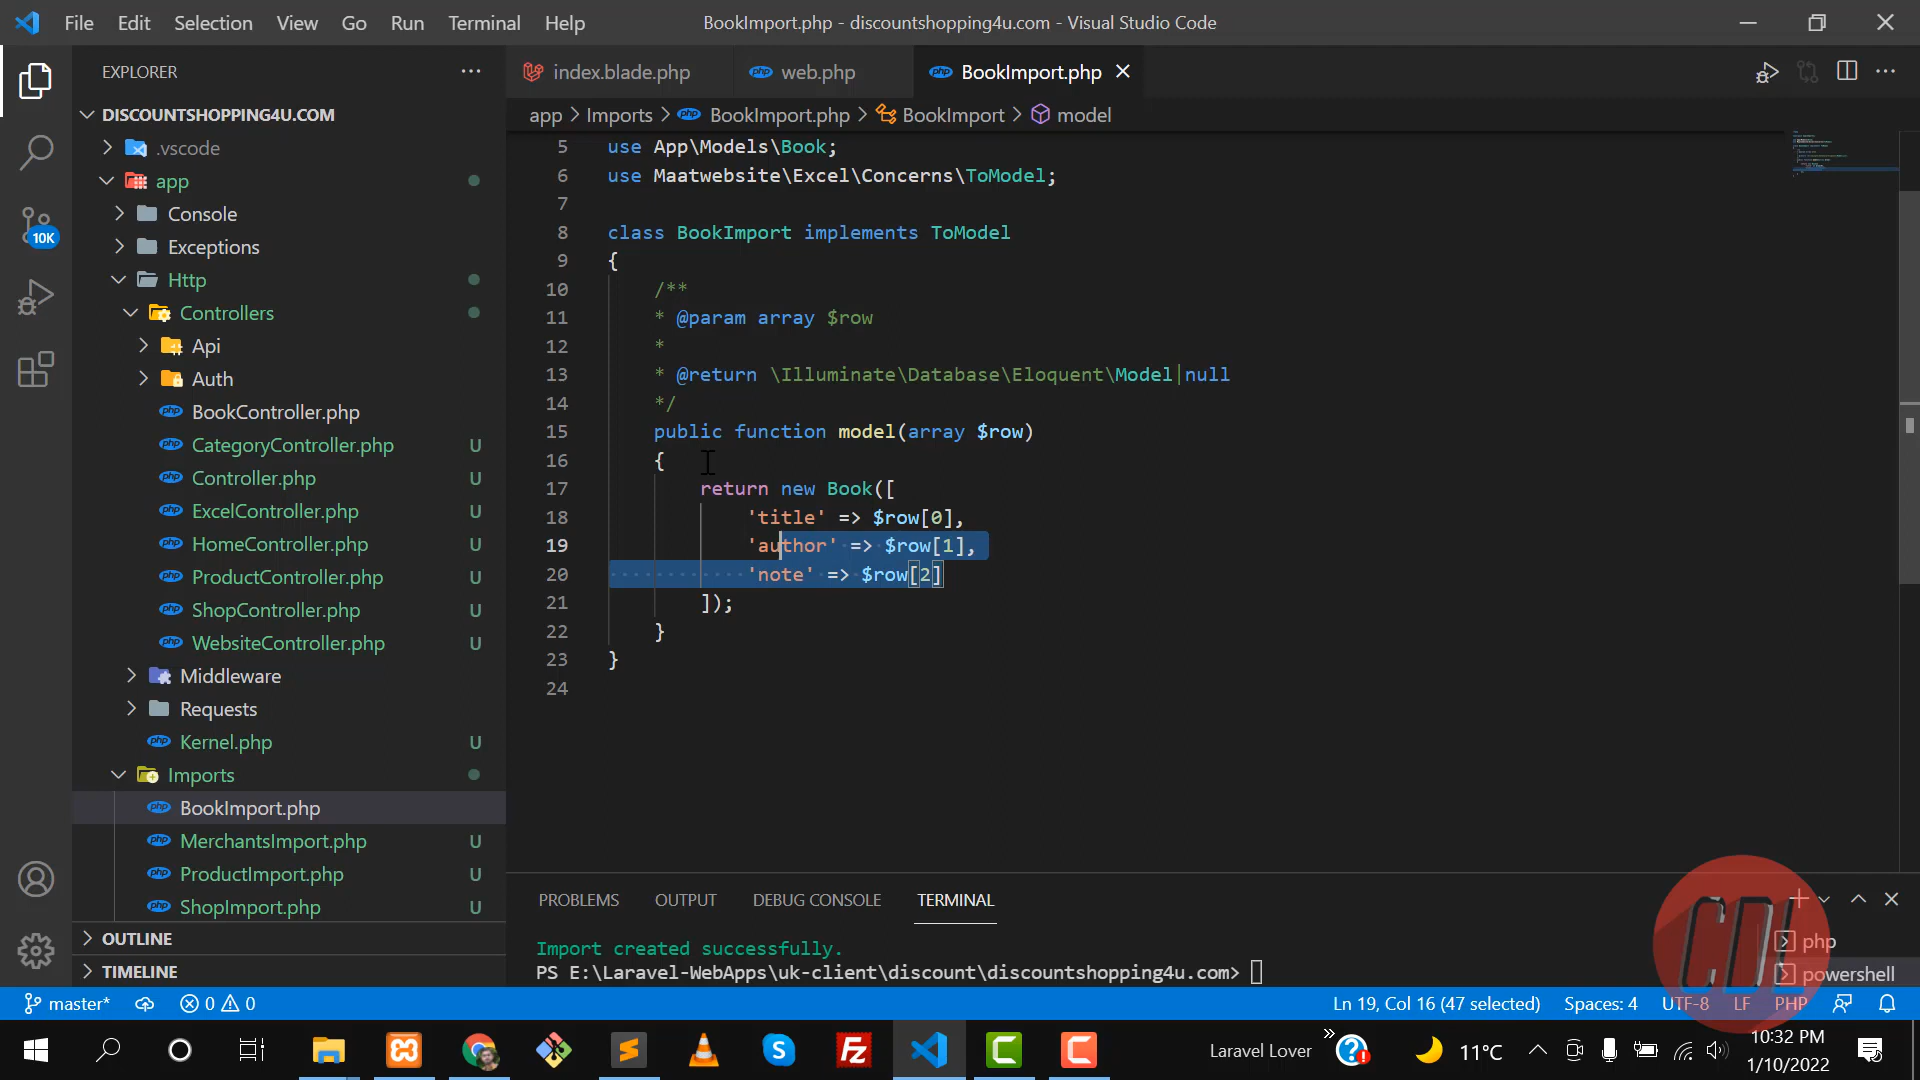 File Edit Selection View Go Run Terminal Help
BookImport.php - discountshopping4u.com - Visual Studio Code
EXPLORER
DISCOUNTSHOPPING4U.COM
.vscode
app
Console
Exceptions
Http
Controllers
Api
Auth
BookController.php
CategoryController.php U
Controller.php U
ExcelController.php U
HomeController.php U
ProductController.php U
ShopController.php U
WebsiteController.php U
Middleware
Requests
Kernel.php U
Imports
BookImport.php
MerchantsImport.php U
ProductImport.php U
ShopImport.php U
OUTLINE
TIMELINE
10K
index.blade.php web.php BookImport.php
app > Imports > BookImport.php > BookImport > model
5 use App\Models\Book;
6 use Maatwebsite\Excel\Concerns\ToModel;
7
8 class BookImport implements ToModel
9 {
10 /**
11 * @param array $row
12 *
13 * @return \Illuminate\Database\Eloquent\Model|null
14 */
15 public function model(array $row)
16 {
17 return new Book([
18 'title' => $row[0],
19 'author' => $row[1],
20 'note' => $row[2]
21 ]);
22 }
23 }
24
PROBLEMS OUTPUT DEBUG CONSOLE TERMINAL
Import created successfully.
PS E:\Laravel-WebApps\uk-client\discount\discountshopping4u.com>
php
powershell
CDL
master* 0 0 Ln 19, Col 16 (47 selected) Spaces: 4 UTF-8 LF PHP
Laravel Lover 11°C 10:32 PM
1/10/2022